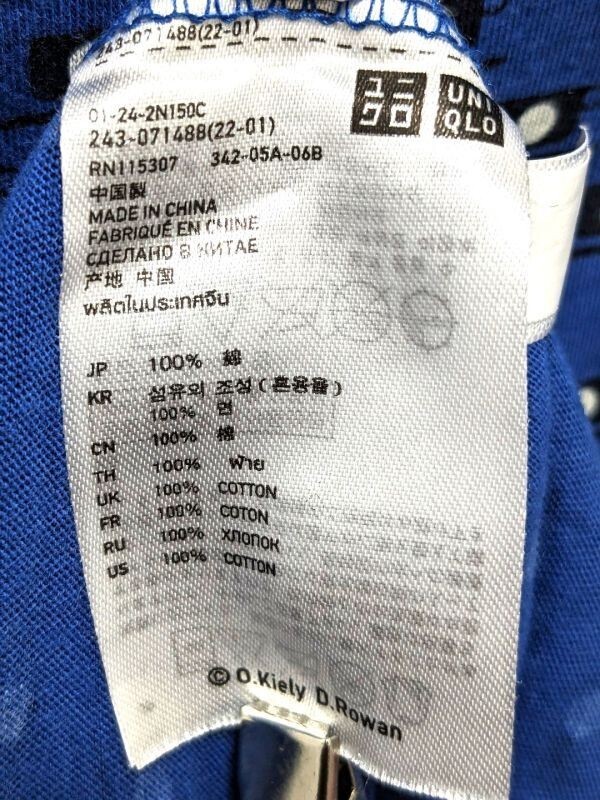 243-071488(22-01)
ユニ
クロ
UNI
QLO
01-24-2N150C
243-071488(22-01)
RN115307 342-05A-06B
中国製
MADE IN CHINA
FABRIQUÉ EN CHINE
СДЕЛАНО В КИТАЕ
产地 中国
ผลิตในประเทศจีน
JP 100% 綿
KR 섬유의 조성(혼용율)
100% 면
CN 100% 棉
TH 100% ฝ้าย
UK 100% COTTON
FR 100% COTON
RU 100% ХЛОПОК
US 100% COTTON
© O.Kiely D.Rowan